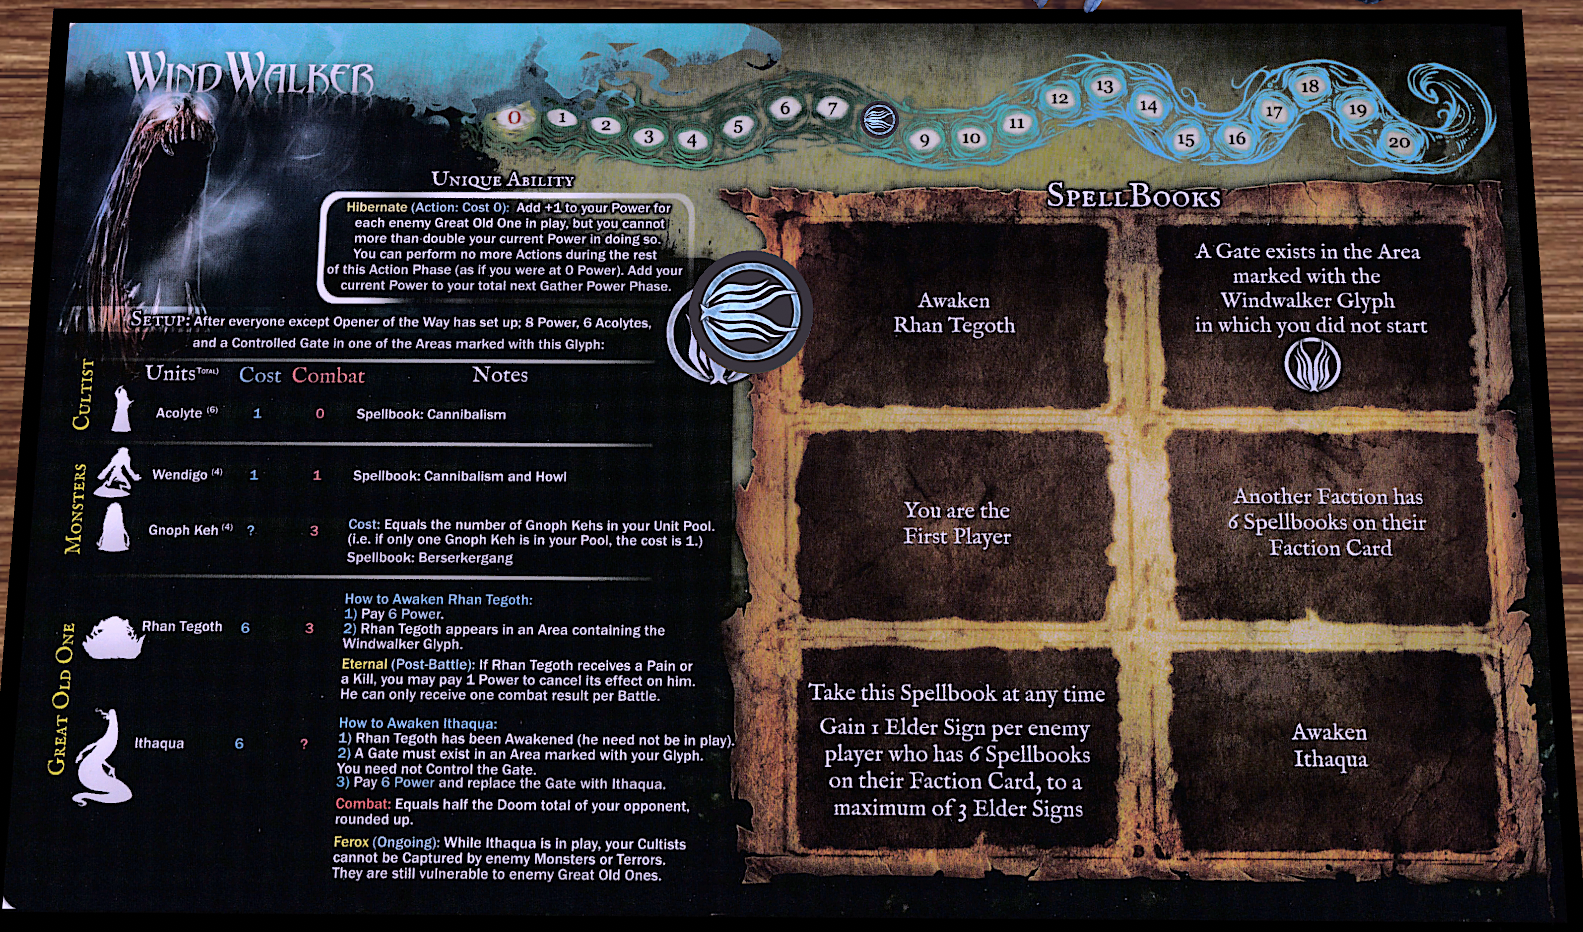 WindWalker
0 1 2 3 4 5 6 7 9 10 11 12 13 14 15 16 17 18 19 20
Unique Ability
Hibernate (Action: Cost 0): Add +1 to your Power for
each enemy Great Old One in play, but you cannot
more than double your current Power in doing so.
You can perform no more Actions during the rest
of this Action Phase (as if you were at 0 Power). Add your
current Power to your total next Gather Power Phase.
Setup: After everyone except Opener of the Way has set up; 8 Power, 6 Acolytes,
and a Controlled Gate in one of the Areas marked with this Glyph:
Units (Total) Cost Combat Notes
Cultist
Acolyte (6) 1 0 Spellbook: Cannibalism
Monsters
Wendigo (4) 1 1 Spellbook: Cannibalism and Howl
Gnoph Keh (4) ? 3 Cost: Equals the number of Gnoph Kehs in your Unit Pool.
(i.e. if only one Gnoph Keh is in your Pool, the cost is 1.)
Spellbook: Berserkergang
Great Old One
How to Awaken Rhan Tegoth:
1) Pay 6 Power.
Rhan Tegoth 6 3 2) Rhan Tegoth appears in an Area containing the
Windwalker Glyph.
Eternal (Post-Battle): If Rhan Tegoth receives a Pain or
a Kill, you may pay 1 Power to cancel its effect on him.
He can only receive one combat result per Battle.
How to Awaken Ithaqua:
Ithaqua 6 ? 1) Rhan Tegoth has been Awakened (he need not be in play).
2) A Gate must exist in an Area marked with your Glyph.
You need not Control the Gate.
3) Pay 6 Power and replace the Gate with Ithaqua.
Combat: Equals half the Doom total of your opponent,
rounded up.
Ferox (Ongoing): While Ithaqua is in play, your Cultists
cannot be Captured by enemy Monsters or Terrors.
They are still vulnerable to enemy Great Old Ones.
SpellBooks
Awaken
Rhan Tegoth
A Gate exists in the Area
marked with the
Windwalker Glyph
in which you did not start
You are the
First Player
Another Faction has
6 Spellbooks on their
Faction Card
Take this Spellbook at any time
Gain 1 Elder Sign per enemy
player who has 6 Spellbooks
on their Faction Card, to a
maximum of 3 Elder Signs
Awaken
Ithaqua